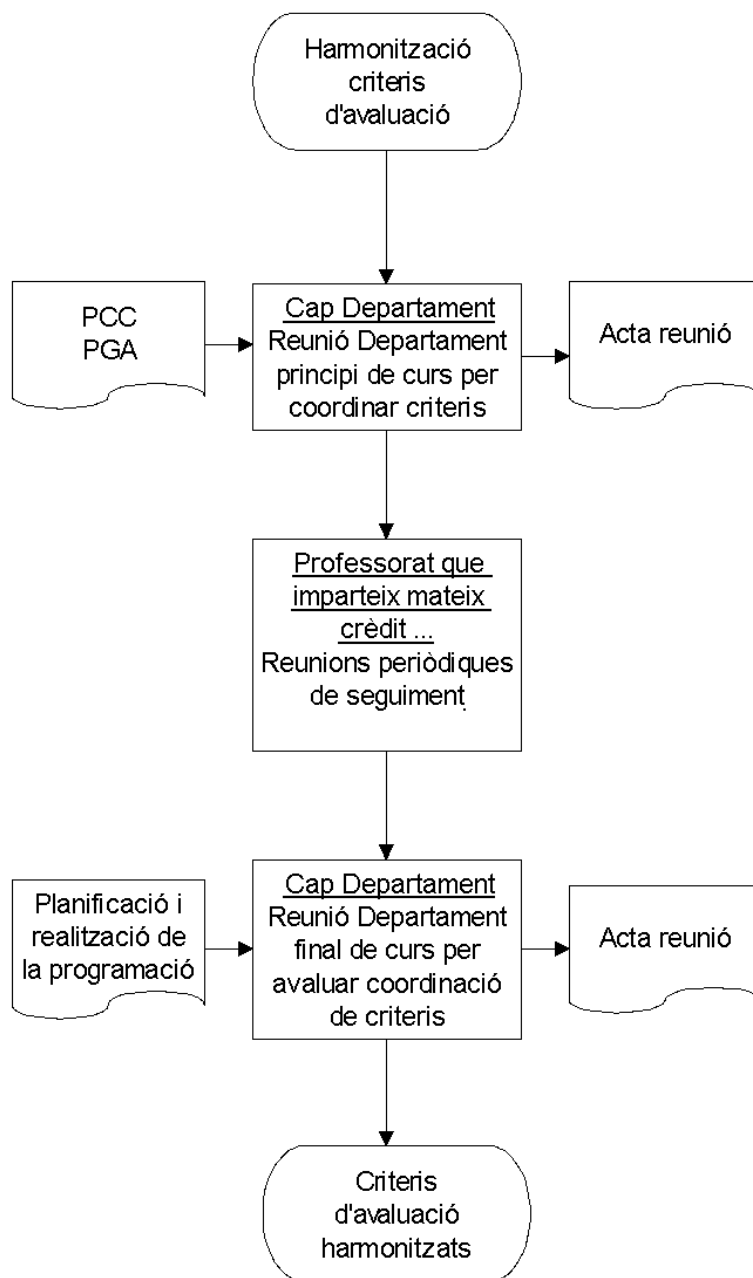 Harmonització
criteris
d'avaluació
PCC
PGA
Cap Departament
Reunió Departament
principi de curs per
coordinar criteris
Acta reunió
Professorat que
imparteix mateix
crèdit ...
Reunions periòdiques
de seguiment.
Planificació i
realització de
la programació
Cap Departament
Reunió Departament
final de curs per
avaluar coordinació
de criteris
Acta reunió
Criteris
d'avaluació
harmonitzats